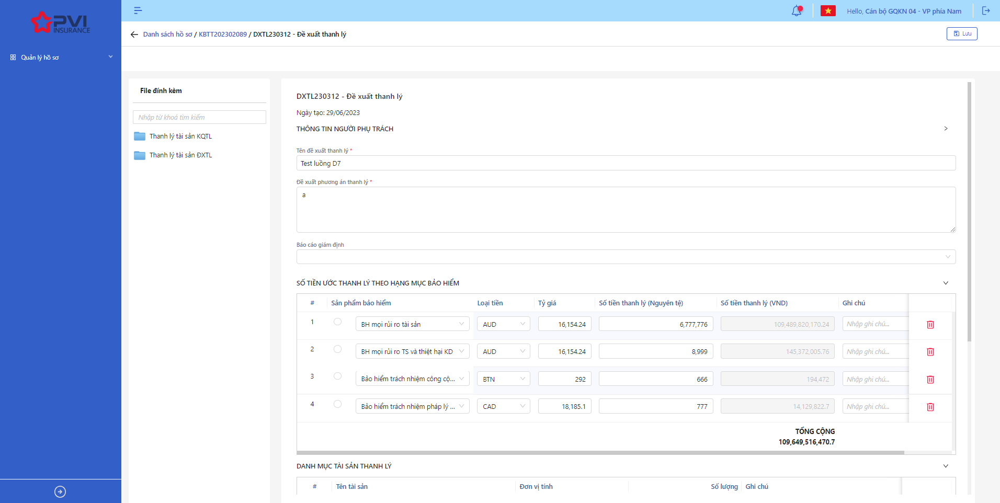 PVI
INSURANCE
Quản lý hồ sơ
Hello, Cán bộ GQKN 04 - VP phía Nam
Danh sách hồ sơ / KBTT202302089 / DXTL230312 - Đề xuất thanh lý
Lưu
File đính kèm
Nhập từ khoá tìm kiếm
Thanh lý tài sản KQTL
Thanh lý tài sản ĐXTL
DXTL230312 - Đề xuất thanh lý
Ngày tạo: 29/06/2023
THÔNG TIN NGƯỜI PHỤ TRÁCH
Tên đề xuất thanh lý *
Test luồng D7
Đề xuất phương án thanh lý *
a
Báo cáo giám định
SỐ TIỀN ƯỚC THANH LÝ THEO HẠNG MỤC BẢO HIỂM
# Sản phẩm bảo hiểm Loại tiền Tỷ giá Số tiền thanh lý (Nguyên tệ) Số tiền thanh lý (VND) Ghi chú
1 BH mọi rủi ro tài sản AUD 16,154.24 6,777,776 109,489,820,170.24 Nhập ghi chú...
2 BH mọi rủi ro TS và thiệt hại KD AUD 16,154.24 8,999 145,372,005.76 Nhập ghi chú...
3 Bảo hiểm trách nhiệm công cộ... BTN 292 666 194,472 Nhập ghi chú...
4 Bảo hiểm trách nhiệm pháp lý ... CAD 18,185.1 777 14,129,822.7 Nhập ghi chú...
TỔNG CỘNG
109,649,516,470.7
DANH MỤC TÀI SẢN THANH LÝ
# Tên tài sản Đơn vị tính Số lượng Ghi chú